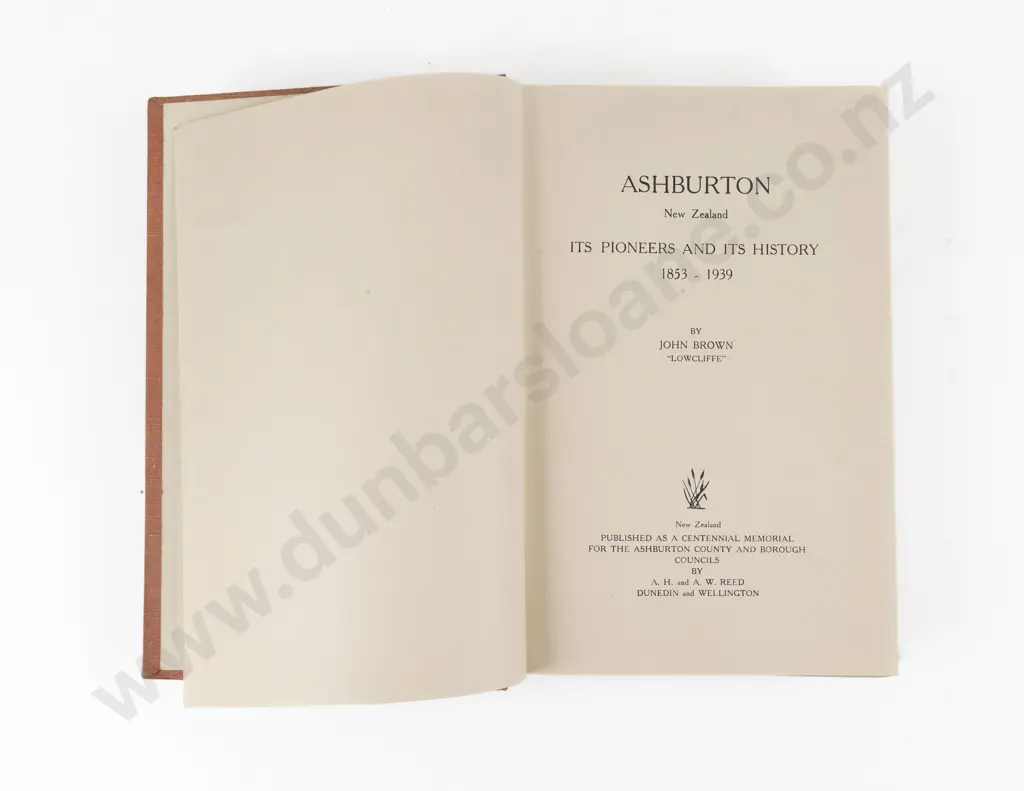 ASHBURTON
New Zealand
ITS PIONEERS AND ITS HISTORY
1853 - 1939
BY
JOHN BROWN
"LOWCLIFFE"
New Zealand
PUBLISHED AS A CENTENNIAL MEMORIAL
FOR THE ASHBURTON COUNTY AND BOROUGH
COUNCILS
BY
A. H. and A. W. REED
DUNEDIN and WELLINGTON
www.dunbarsloane.co.nz